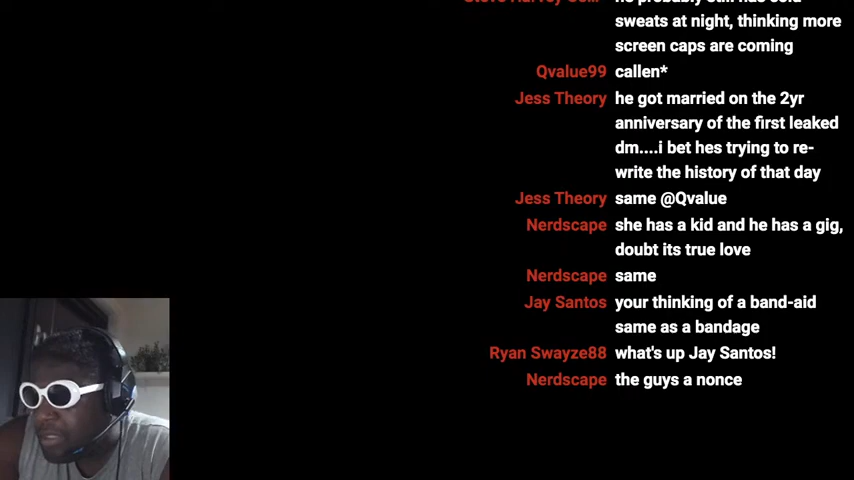 sweats at night, thinking more
screen caps are coming
Qvalue99 callen*
Jess Theory he got married on the 2yr
anniversary of the first leaked
dm....i bet hes trying to re-
write the history of that day
Jess Theory same @Qvalue
Nerdscape she has a kid and he has a gig,
doubt its true love
Nerdscape same
Jay Santos your thinking of a band-aid
same as a bandage
Ryan Swayze88 what's up Jay Santos!
Nerdscape the guys a nonce